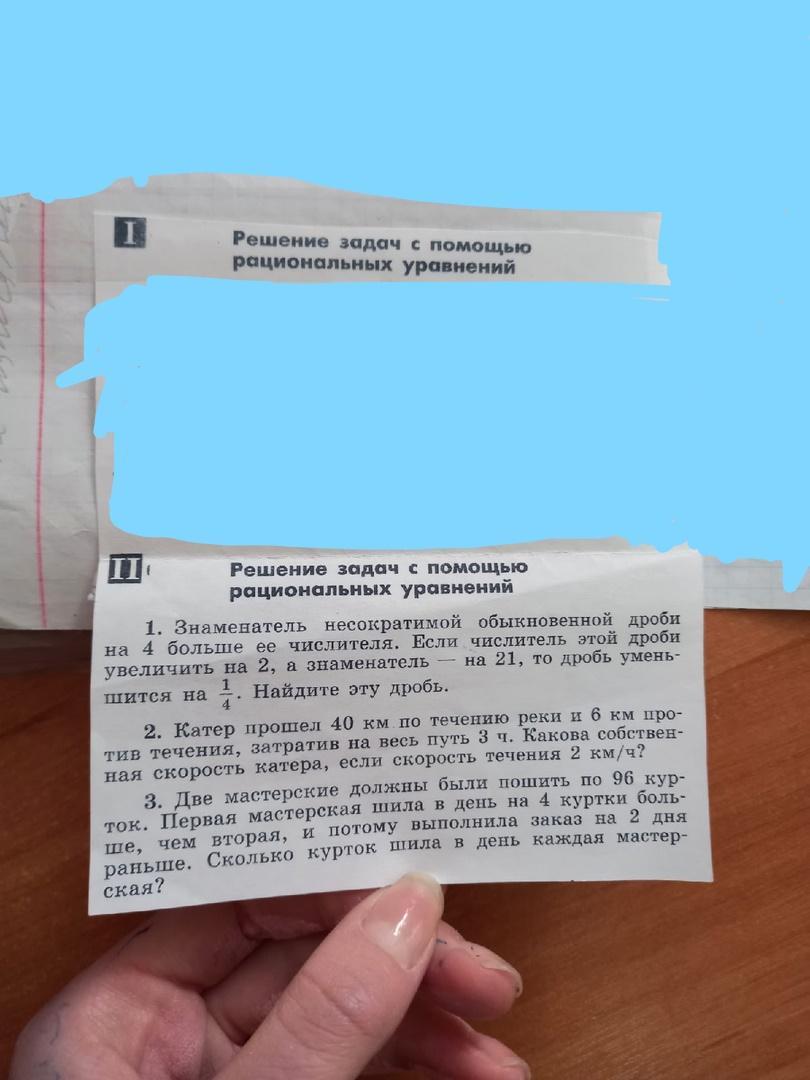 I
Решение задач с помощью
рациональных уравнений
II
Решение задач с помощью
рациональных уравнений
1. Знаменатель несократимой обыкновенной дроби
на 4 больше ее числителя. Если числитель этой дроби
увеличить на 2, а знаменатель — на 21, то дробь умень-
шится на 1/4. Найдите эту дробь.
2. Катер прошел 40 км по течению реки и 6 км про-
тив течения, затратив на весь путь 3 ч. Какова собствен-
ная скорость катера, если скорость течения 2 км/ч?
3. Две мастерские должны были пошить по 96 кур-
ток. Первая мастерская шила в день на 4 куртки боль-
ше, чем вторая, и потому выполнила заказ на 2 дня
раньше. Сколько курток шила в день каждая мастер-
ская?